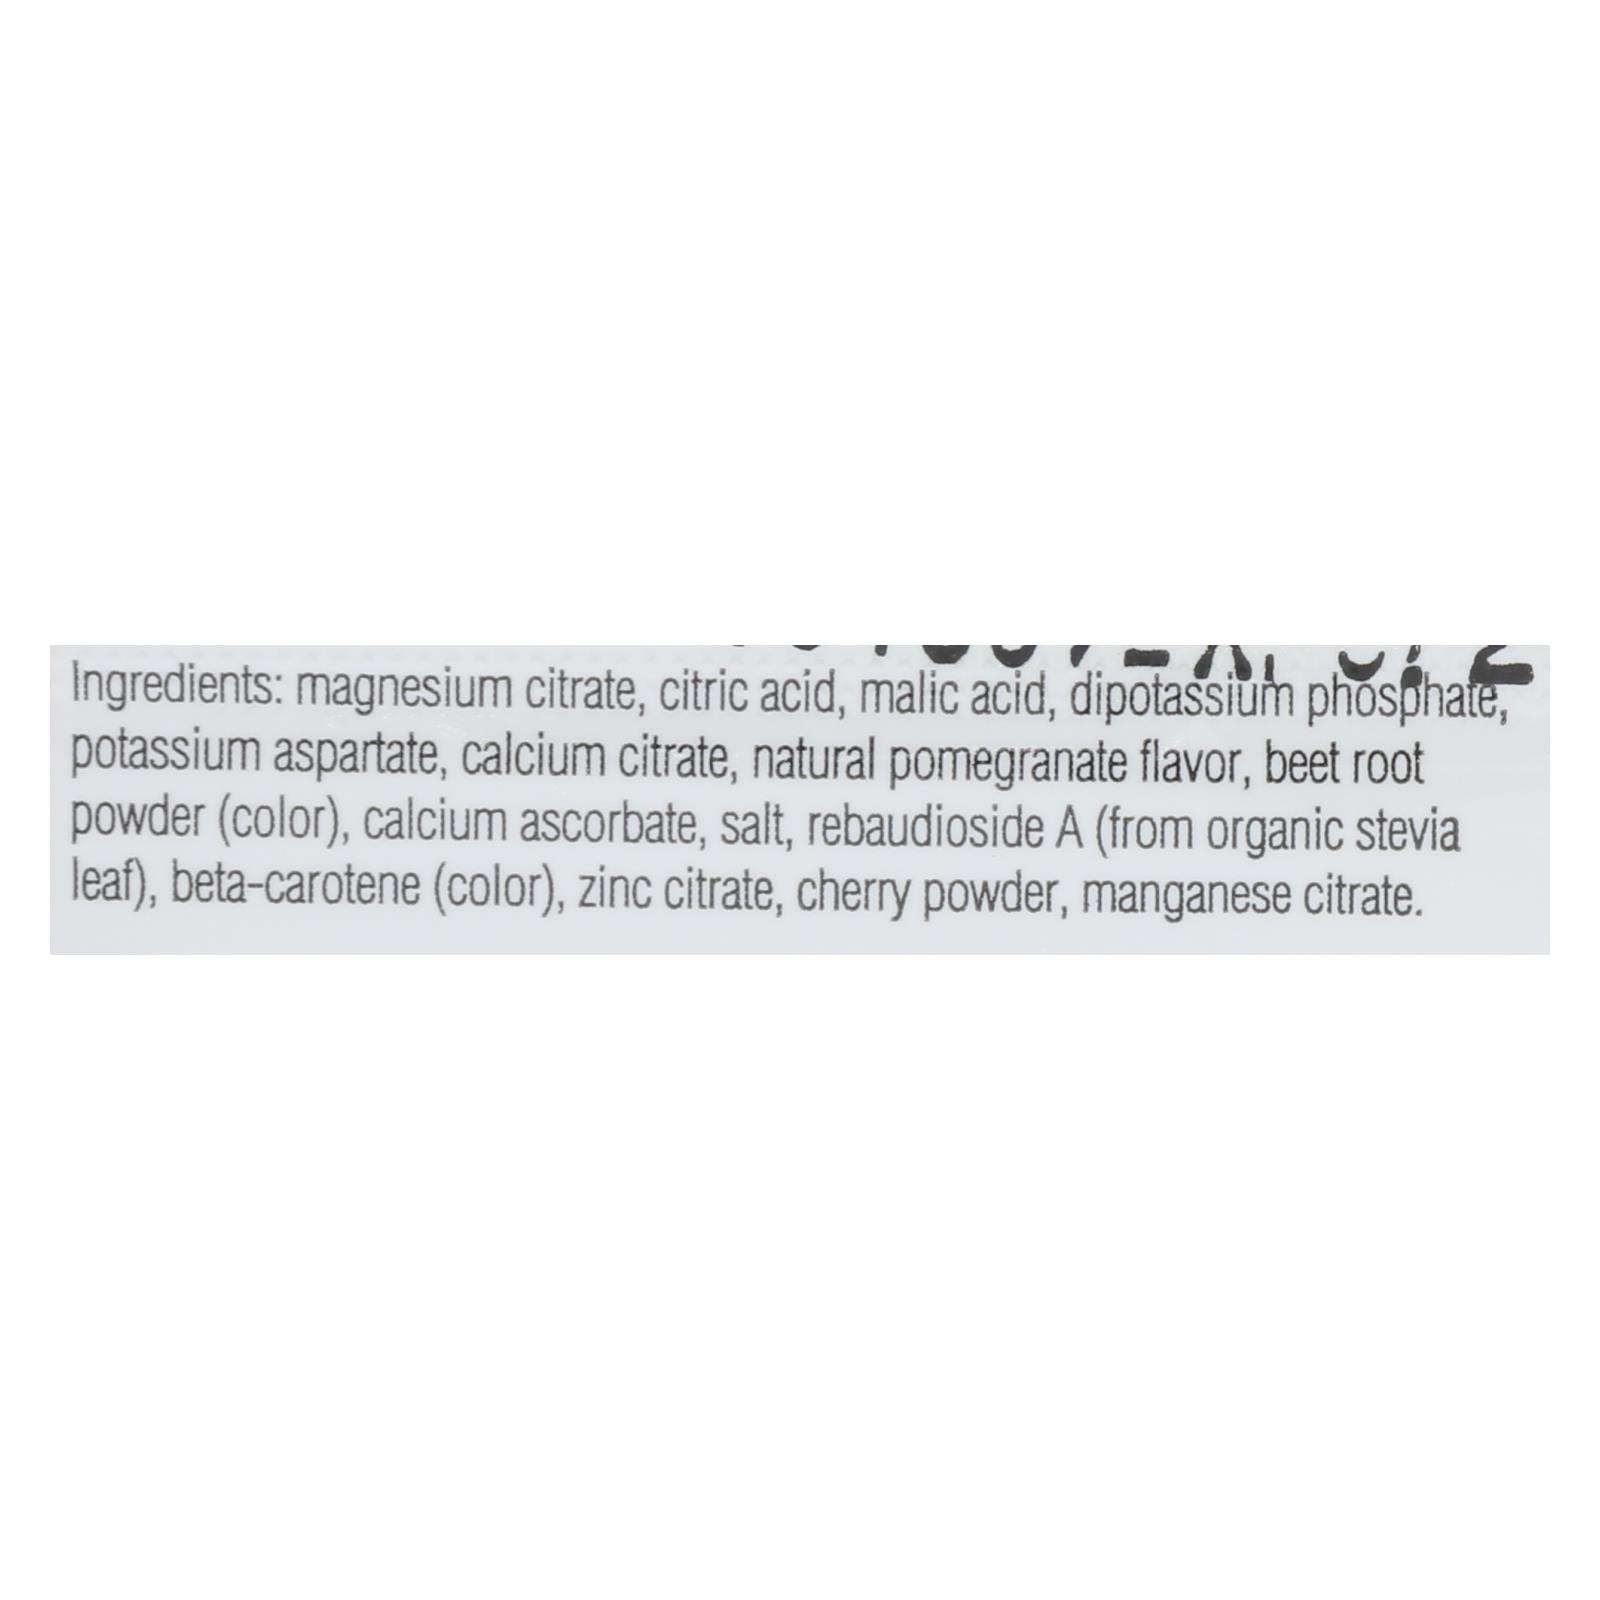 Ingredients: magnesium citrate, citric acid, malic acid, dipotassium phosphate,
potassium aspartate, calcium citrate, natural pomegranate flavor, beet root
powder (color), calcium ascorbate, salt, rebaudioside A (from organic stevia
leaf), beta-carotene (color), zinc citrate, cherry powder, manganese citrate.